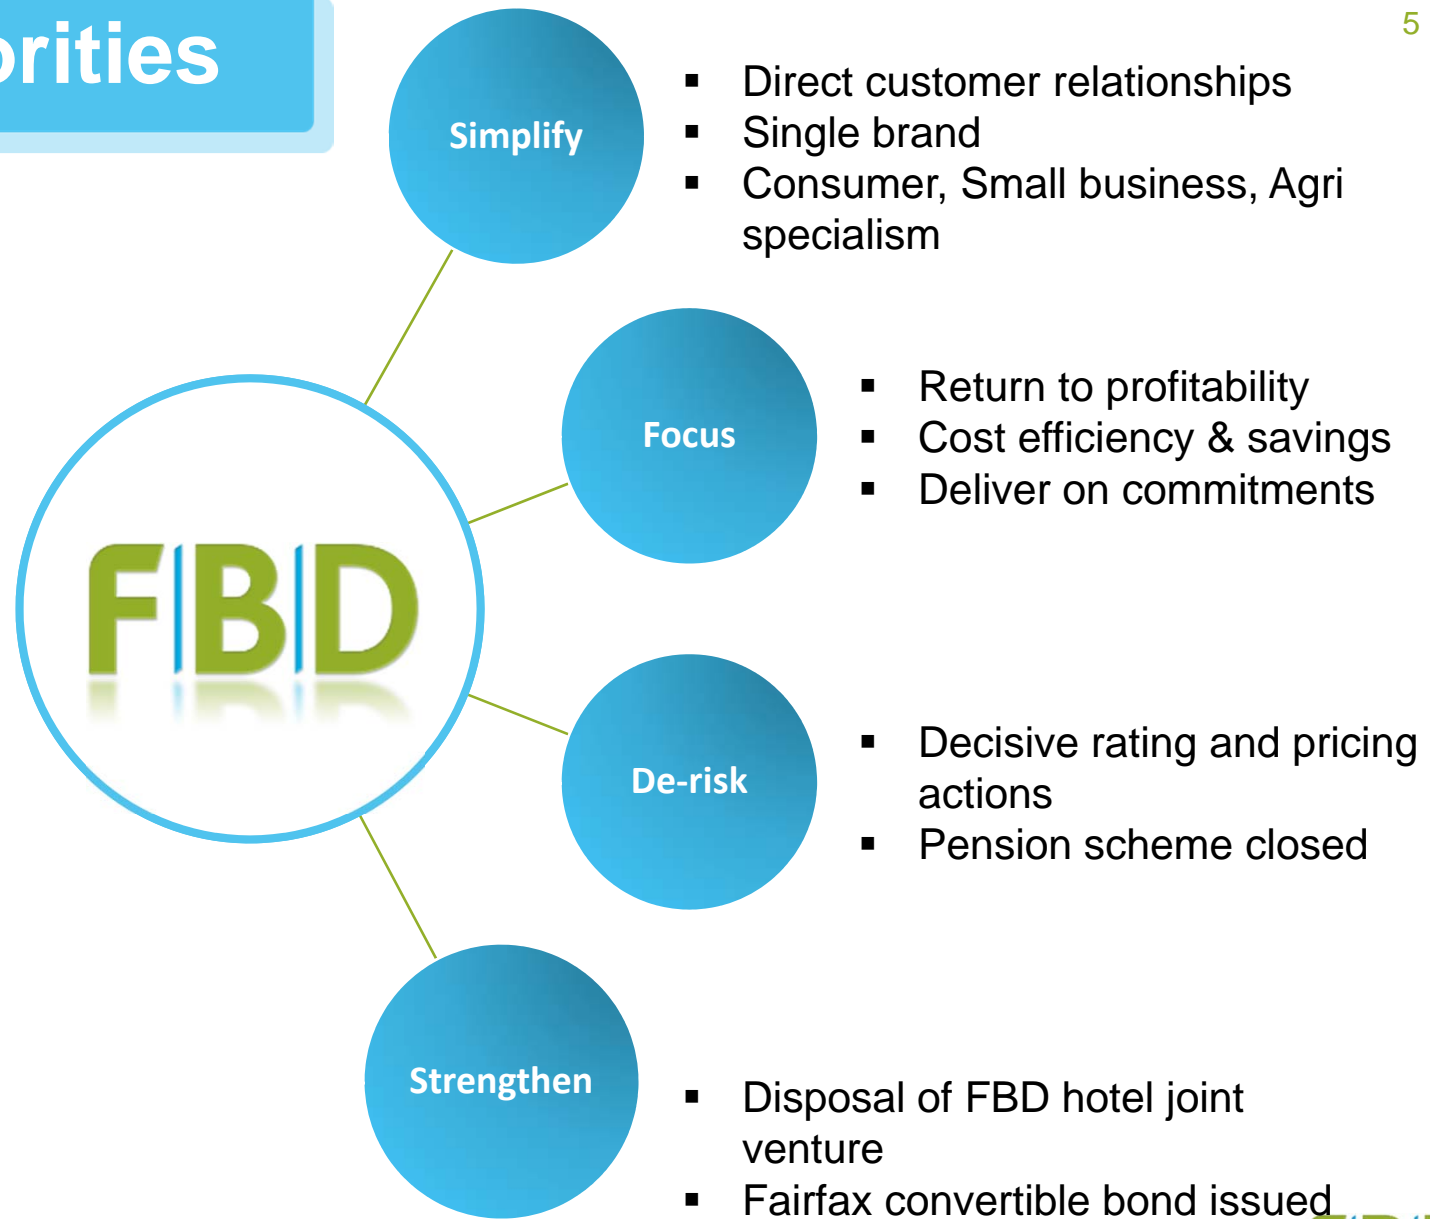 5
orities
Simplify
▪ Direct customer relationships
▪ Single brand
▪ Consumer, Small business, Agri
specialism
Focus
▪ Return to profitability
▪ Cost efficiency & savings
▪ Deliver on commitments
FBD
De-risk
▪ Decisive rating and pricing
actions
▪ Pension scheme closed
Strengthen
▪ Disposal of FBD hotel joint
venture
▪ Fairfax convertible bond issued